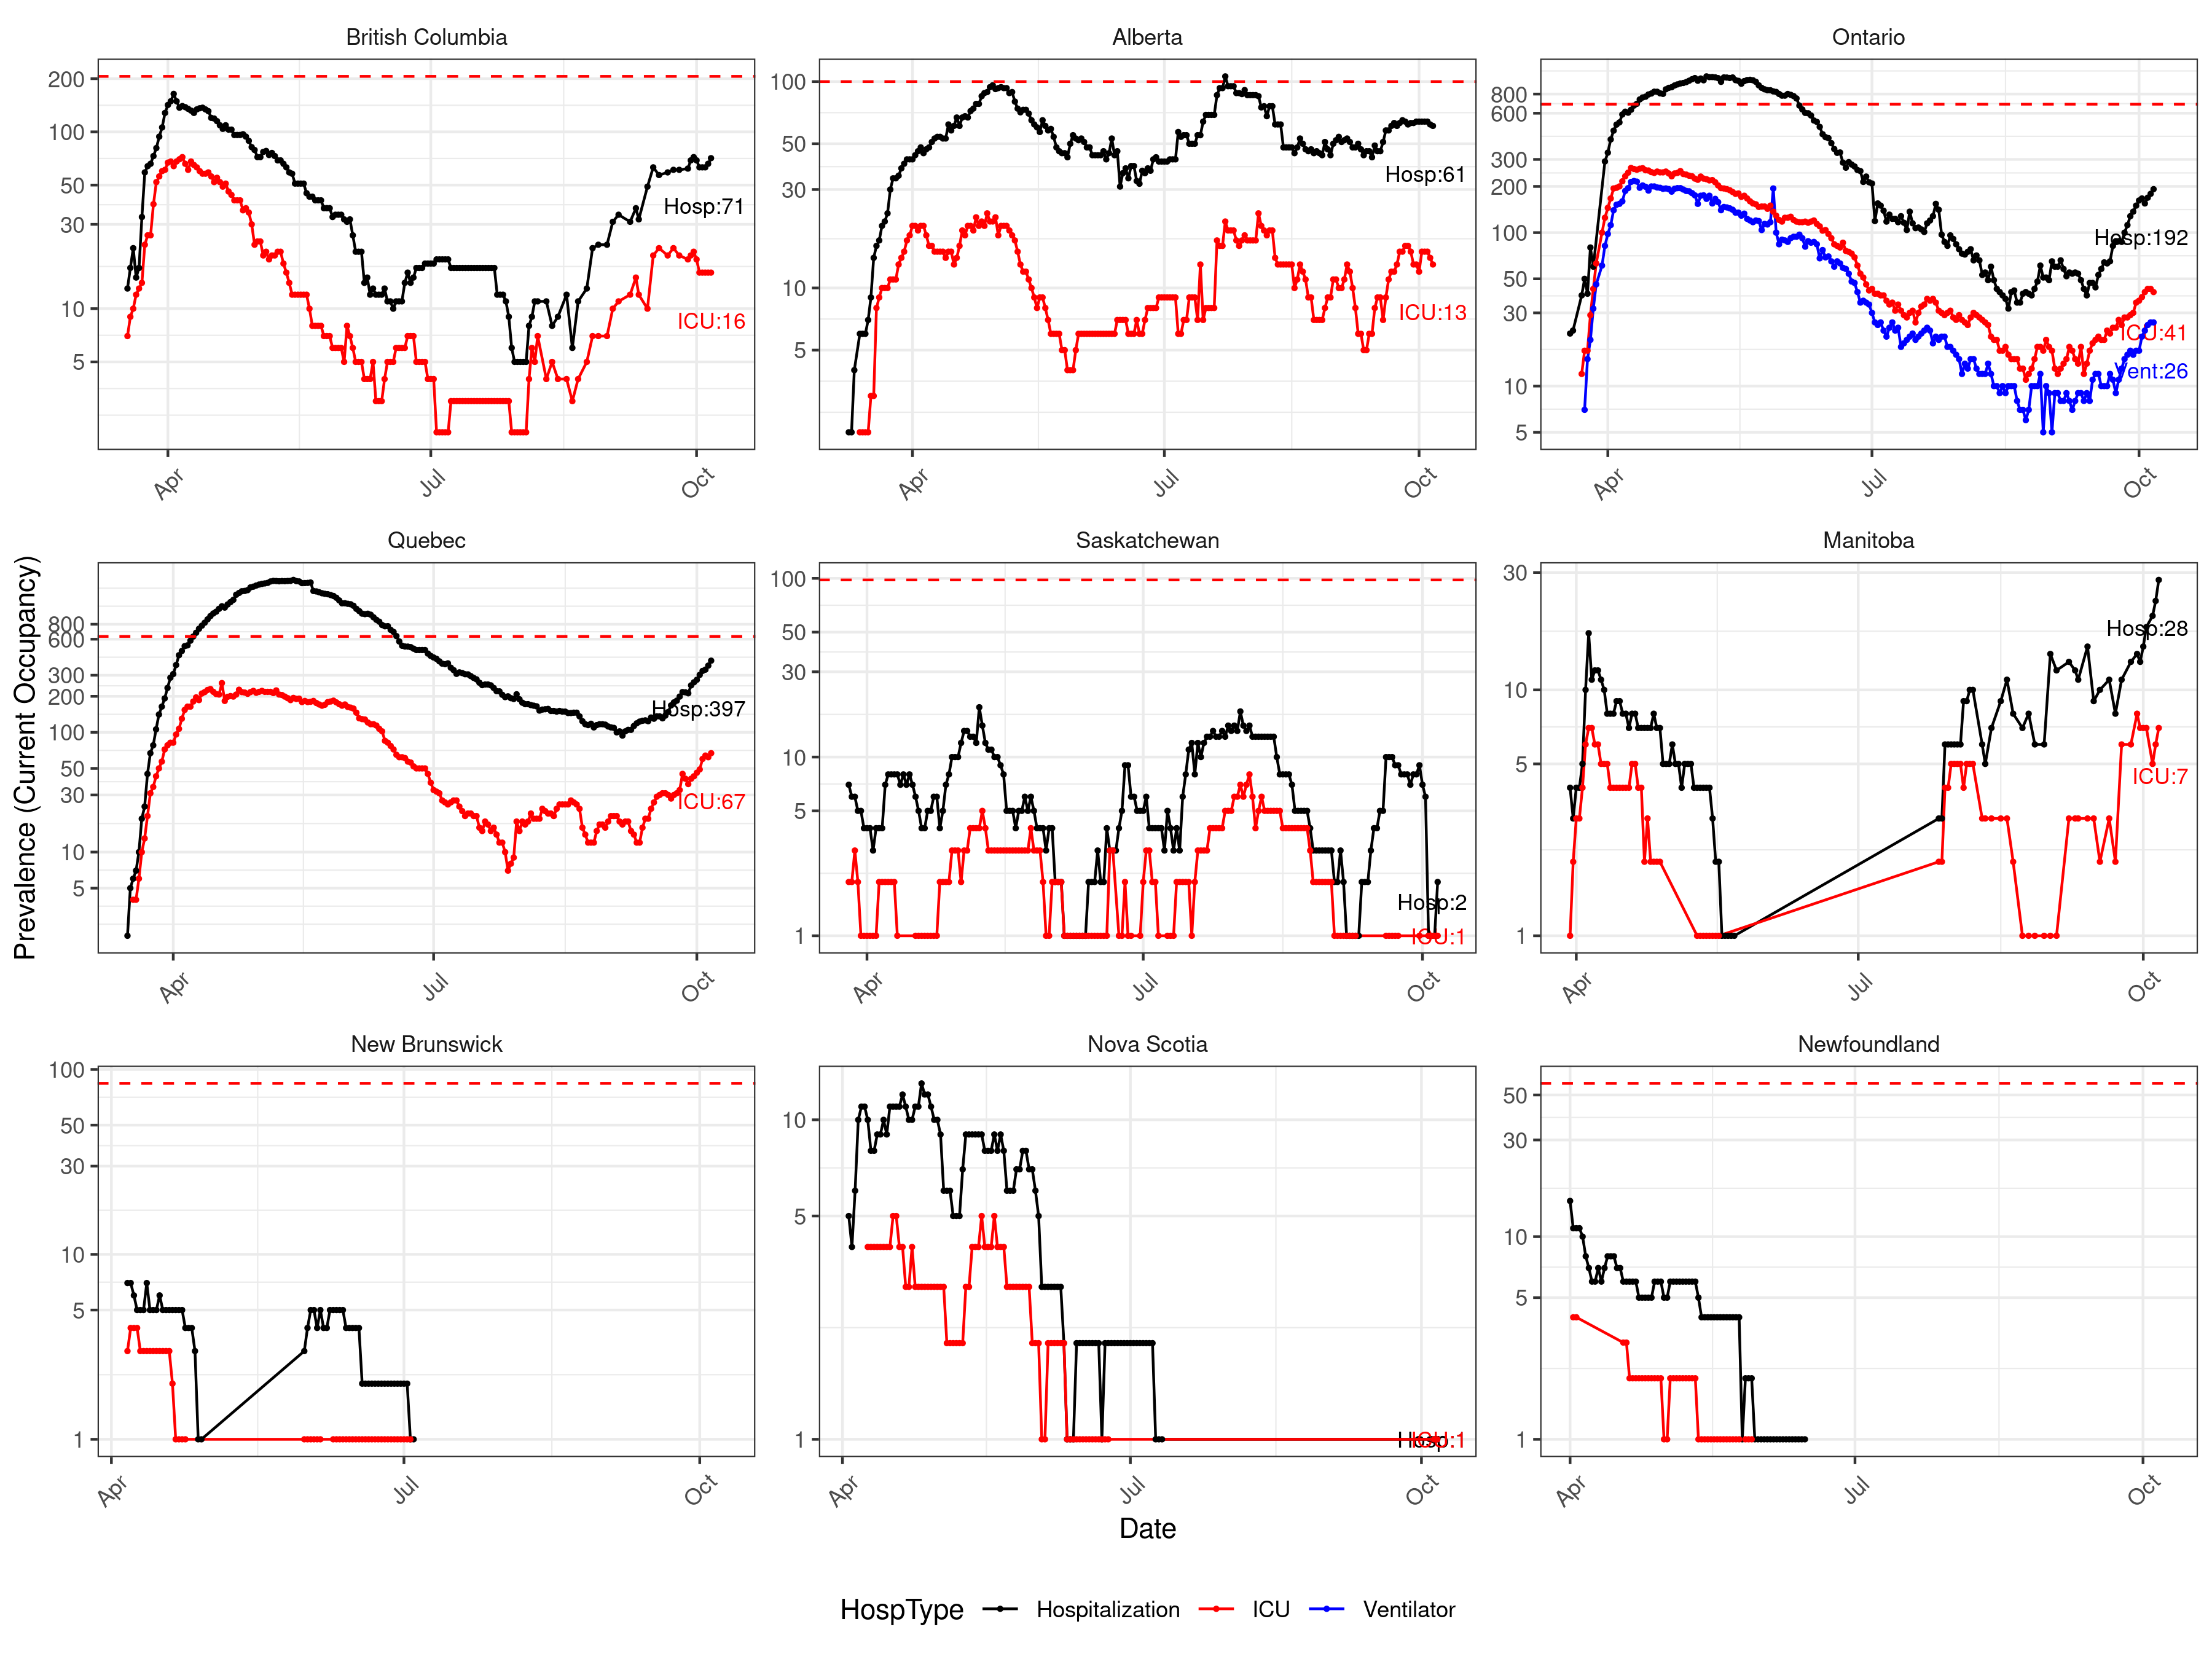 British Columbia
Alberta
Ontario
200
100
50
30
10
5
Hosp:71
ICU:16
Apr
Jul
Oct
100
50
30
10
5
Hosp:61
ICU:13
Apr
Jul
Oct
800
600
300
200
100
50
30
10
5
Hosp:192
ICU:41
Vent:26
Apr
Jul
Oct
Prevalence (Current Occupancy)
Quebec
Saskatchewan
Manitoba
800
600
300
200
100
50
30
10
5
Hosp:397
ICU:67
Apr
Jul
Oct
100
50
30
10
5
1
Hosp:2
ICU:1
Apr
Jul
Oct
30
10
5
1
Hosp:28
ICU:7
Apr
Jul
Oct
New Brunswick
Nova Scotia
Newfoundland
100
50
30
10
5
1
Apr
Jul
Oct
10
5
1
Hosp
ICU:1
Apr
Jul
Oct
50
30
10
5
1
Apr
Jul
Oct
Date
HospType Hospitalization ICU Ventilator